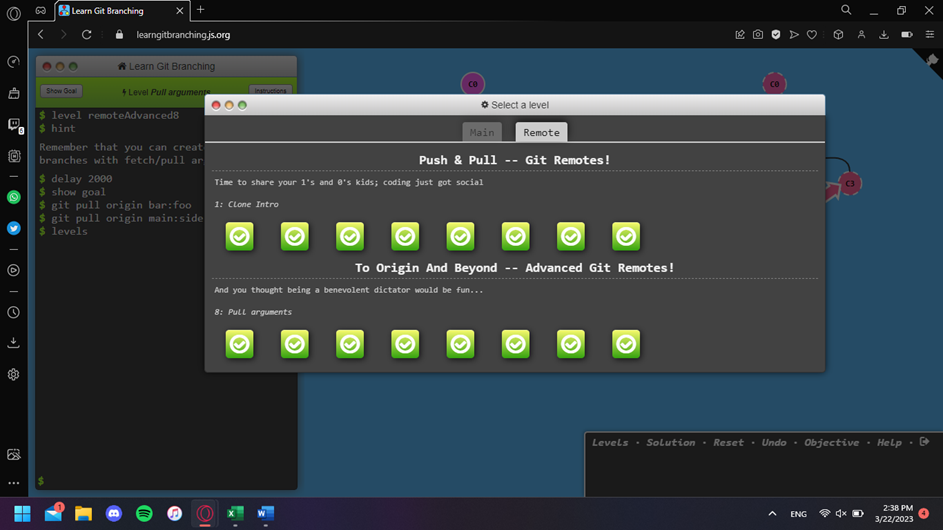 Learn Git Branching
learngitbranching.js.org
Learn Git Branching
Show Goal
Level Pull arguments
Instructions
$ level remoteAdvanced8
$ hint
Remember that you can creat
branches with fetch/pull ar
$ delay 2000
$ show goal
$ git pull origin bar:foo
$ git pull origin main:side
$ levels
$
C0
C0
C3
Select a level
Main
Remote
Push & Pull -- Git Remotes!
Time to share your 1's and 0's kids; coding just got social
1: Clone Intro
To Origin And Beyond -- Advanced Git Remotes!
And you thought being a benevolent dictator would be fun...
8: Pull arguments
Levels · Solution · Reset · Undo · Objective · Help ·
1
ENG
2:38 PM
3/22/2023
4